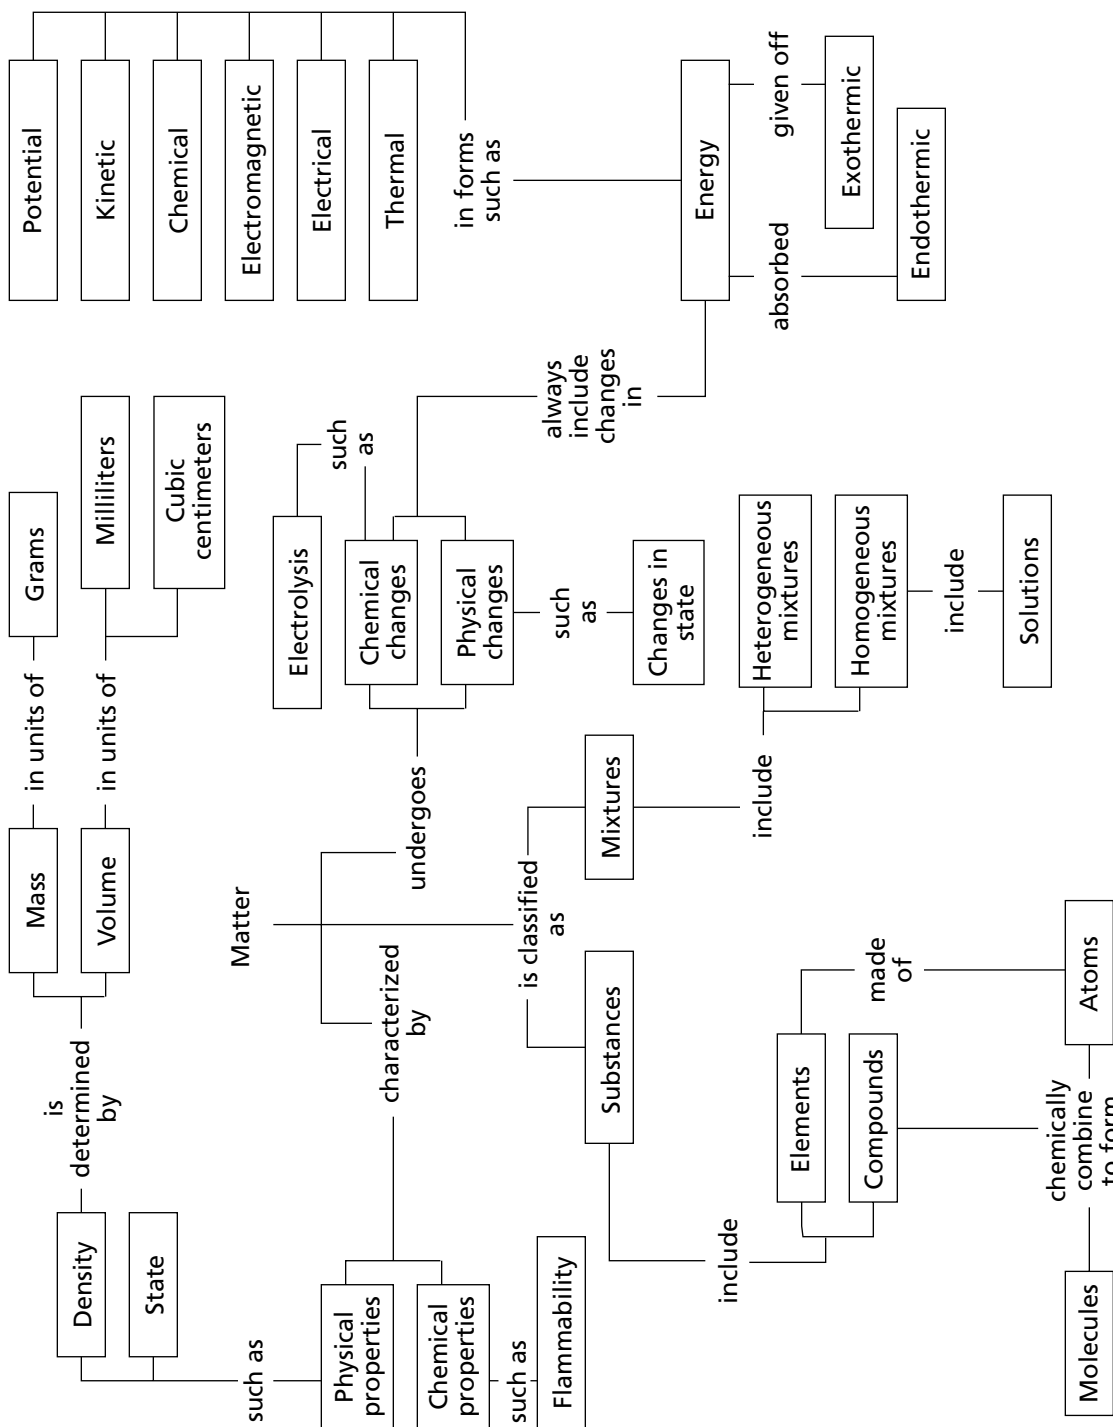 Matter
characterized
by
Physical
properties
such as
Density
is
determined
by
Mass
in units of
Grams
Volume
in units of
Milliliters
Cubic
centimeters
State
Chemical
properties
such as
Flammability
is classified
as
Substances
include
Elements
made
of
Atoms
Compounds
chemically
combine
to form
Molecules
Mixtures
include
Heterogeneous
mixtures
Homogeneous
mixtures
include
Solutions
undergoes
Chemical
changes
such
as
Electrolysis
Physical
changes
such
as
Changes in
state
always
include
changes
in
Energy
absorbed
Endothermic
given off
Exothermic
in forms
such as
Potential
Kinetic
Chemical
Electromagnetic
Electrical
Thermal